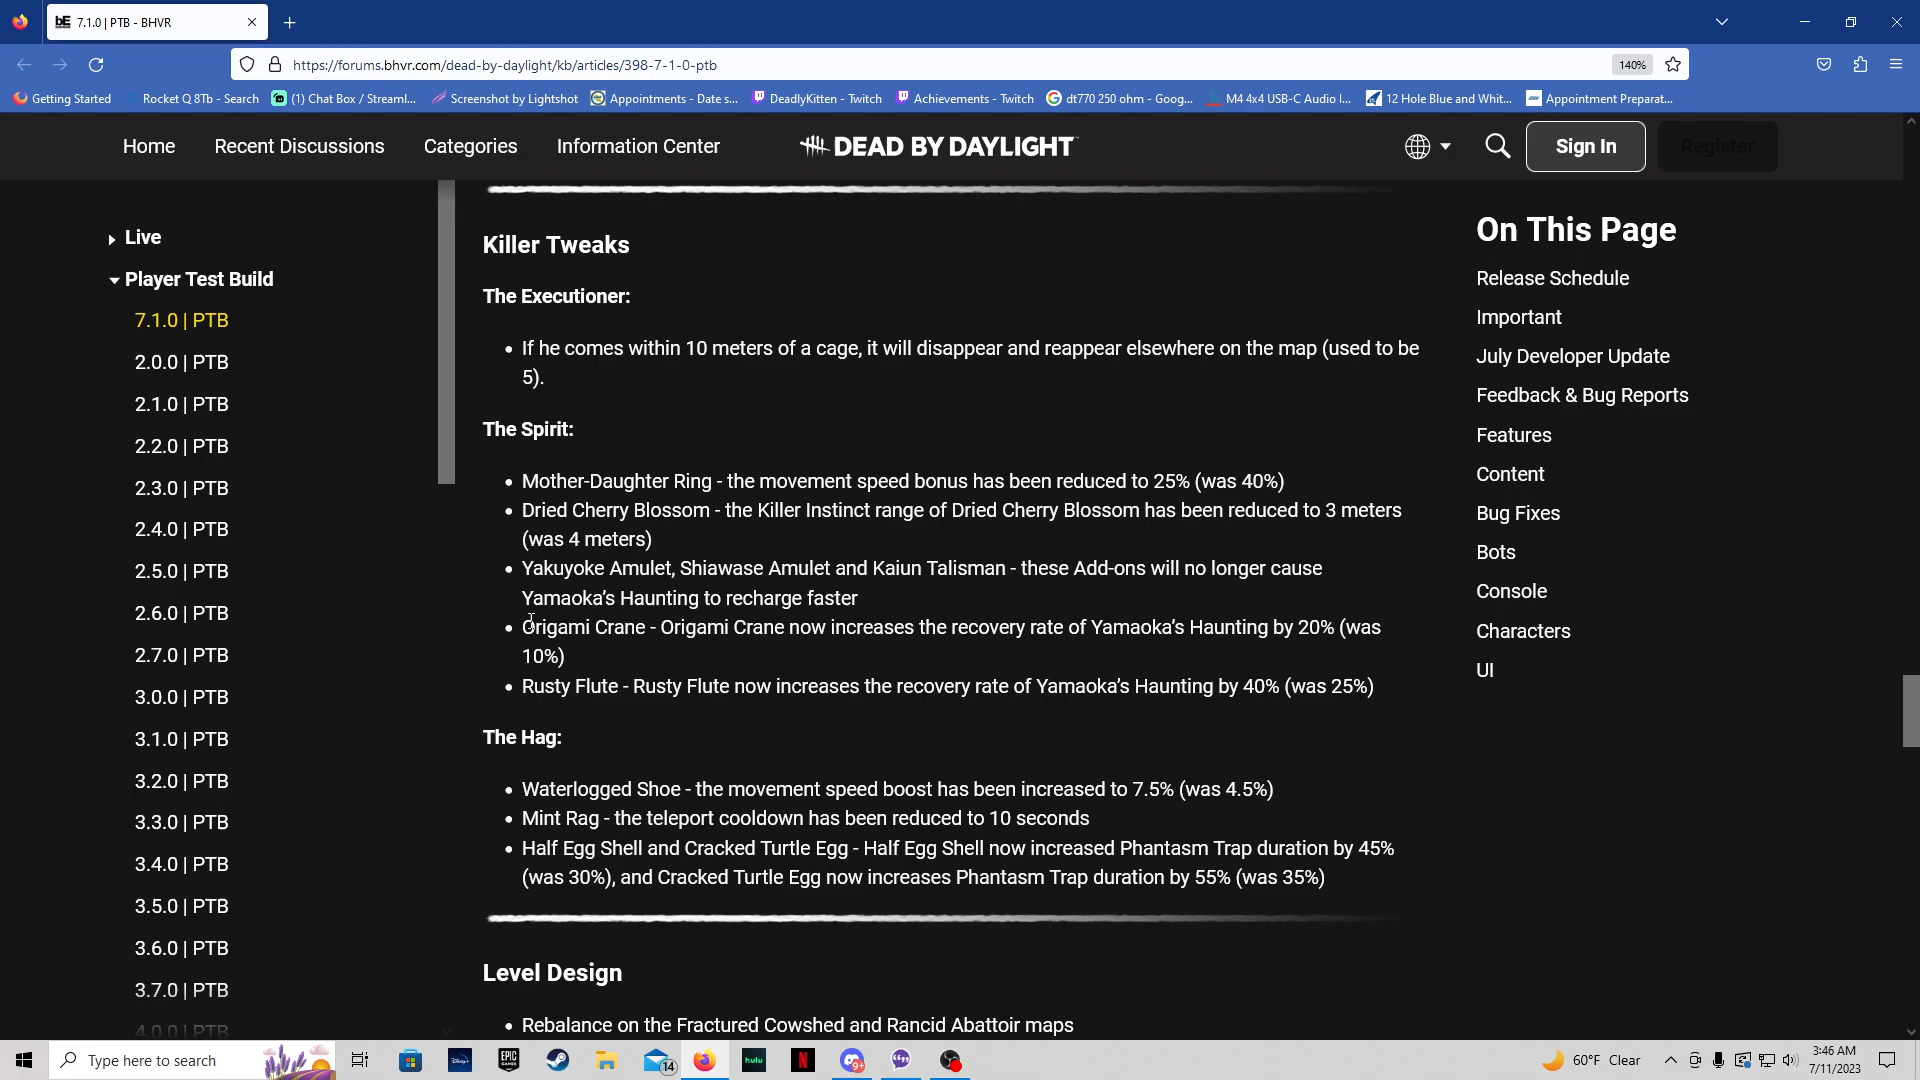 7.1.0 | PTB - BHVR
https://forums.bhvr.com/dead-by-daylight/kb/articles/398-7-1-0-ptb
140%
Getting Started
Rocket Q 8Tb - Search
(1) Chat Box / Streaml...
Screenshot by Lightshot
Appointments - Date s...
DeadlyKitten - Twitch
Achievements - Twitch
dt770 250 ohm - Goog...
M4 4x4 USB-C Audio I...
12 Hole Blue and Whit...
Appointment Preparat...
Home
Recent Discussions
Categories
Information Center
DEAD BY DAYLIGHT
Sign In
Register
Live
Player Test Build
7.1.0 | PTB
2.0.0 | PTB
2.1.0 | PTB
2.2.0 | PTB
2.3.0 | PTB
2.4.0 | PTB
2.5.0 | PTB
2.6.0 | PTB
2.7.0 | PTB
3.0.0 | PTB
3.1.0 | PTB
3.2.0 | PTB
3.3.0 | PTB
3.4.0 | PTB
3.5.0 | PTB
3.6.0 | PTB
3.7.0 | PTB
4.0.0 | PTB
Killer Tweaks
The Executioner:
• If he comes within 10 meters of a cage, it will disappear and reappear elsewhere on the map (used to be
5).
The Spirit:
• Mother-Daughter Ring - the movement speed bonus has been reduced to 25% (was 40%)
• Dried Cherry Blossom - the Killer Instinct range of Dried Cherry Blossom has been reduced to 3 meters
(was 4 meters)
• Yakuyoke Amulet, Shiawase Amulet and Kaiun Talisman - these Add-ons will no longer cause
Yamaoka’s Haunting to recharge faster
• Origami Crane - Origami Crane now increases the recovery rate of Yamaoka’s Haunting by 20% (was
10%)
• Rusty Flute - Rusty Flute now increases the recovery rate of Yamaoka’s Haunting by 40% (was 25%)
The Hag:
• Waterlogged Shoe - the movement speed boost has been increased to 7.5% (was 4.5%)
• Mint Rag - the teleport cooldown has been reduced to 10 seconds
• Half Egg Shell and Cracked Turtle Egg - Half Egg Shell now increased Phantasm Trap duration by 45%
(was 30%), and Cracked Turtle Egg now increases Phantasm Trap duration by 55% (was 35%)
Level Design
• Rebalance on the Fractured Cowshed and Rancid Abattoir maps
On This Page
Release Schedule
Important
July Developer Update
Feedback & Bug Reports
Features
Content
Bug Fixes
Bots
Console
Characters
UI
Type here to search
Disney+
EPIC GAMES
14
hulu
N
9+
60°F Clear
3:46 AM
7/11/2023